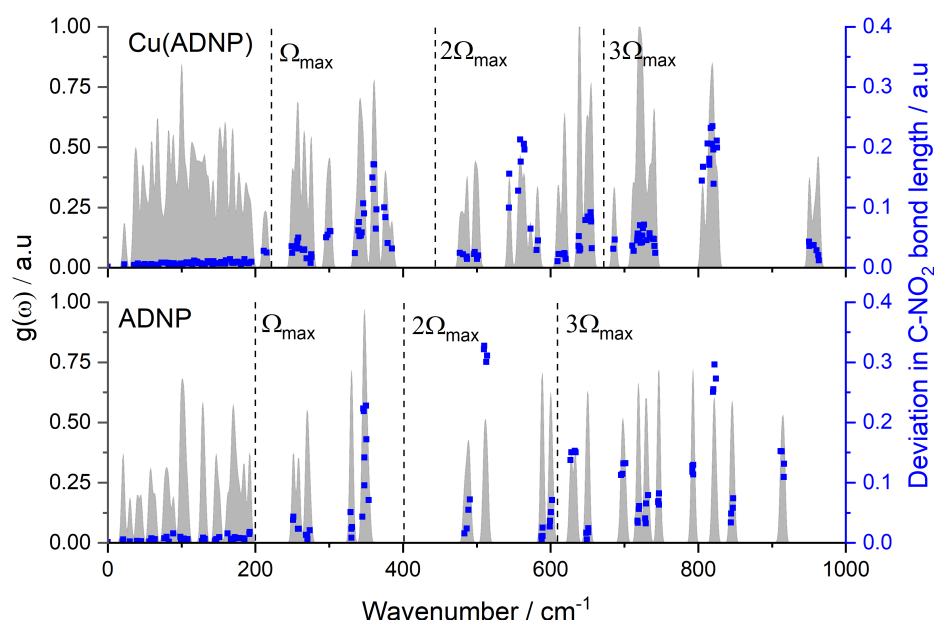 1.00
0.75
0.50
0.25
0.00
Cu(ADNP)
Ωmax
2Ωmax
3Ωmax
0.4
0.3
0.2
0.1
0.0
1.00
0.75
0.50
0.25
0.00
ADNP
Ωmax
2Ωmax
3Ωmax
0.4
0.3
0.2
0.1
0.0
g(ω) / a.u
Deviation in C-NO2 bond length / a.u
0 200 400 600 800 1000
Wavenumber / cm-1